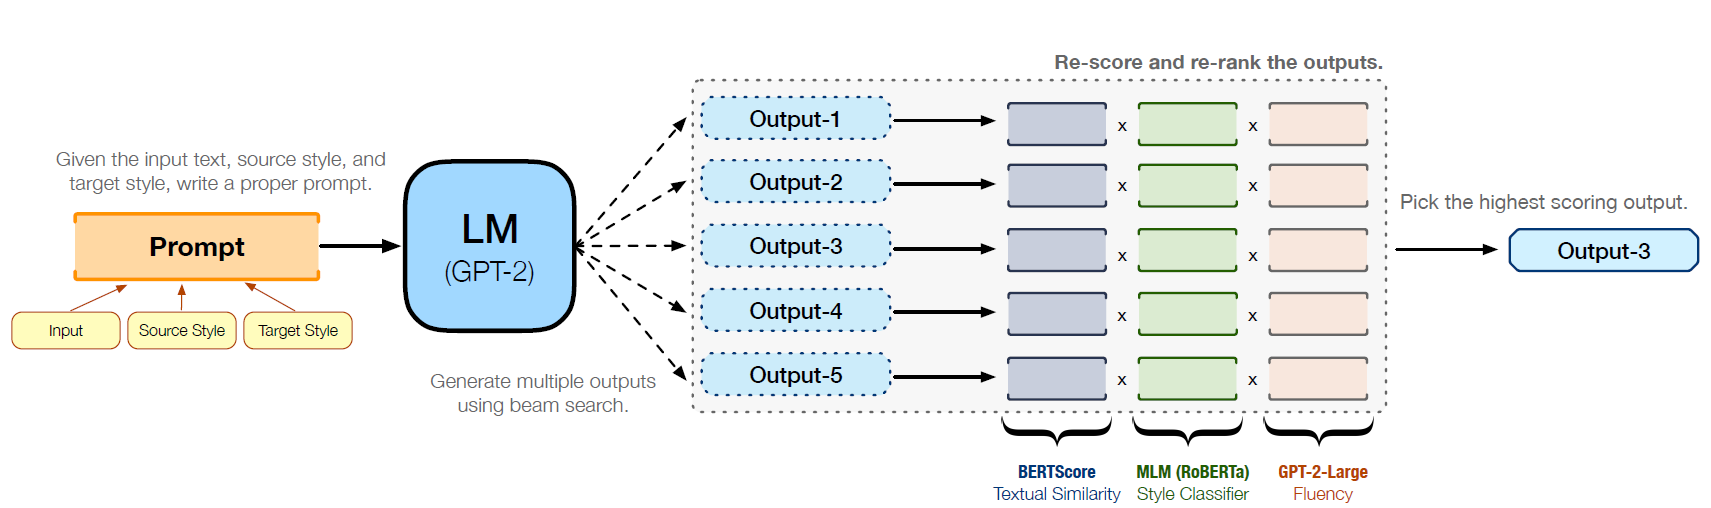 Re-score and re-rank the outputs.
Given the input text, source style, and
target style, write a proper prompt.
Prompt
Input
Source Style
Target Style
LM
(GPT-2)
Generate multiple outputs
using beam search.
Output-1
x
x
Output-2
x
x
Output-3
x
x
Output-4
x
x
Output-5
x
x
BERTScore
Textual Similarity
MLM (RoBERTa)
Style Classifier
GPT-2-Large
Fluency
Pick the highest scoring output.
Output-3